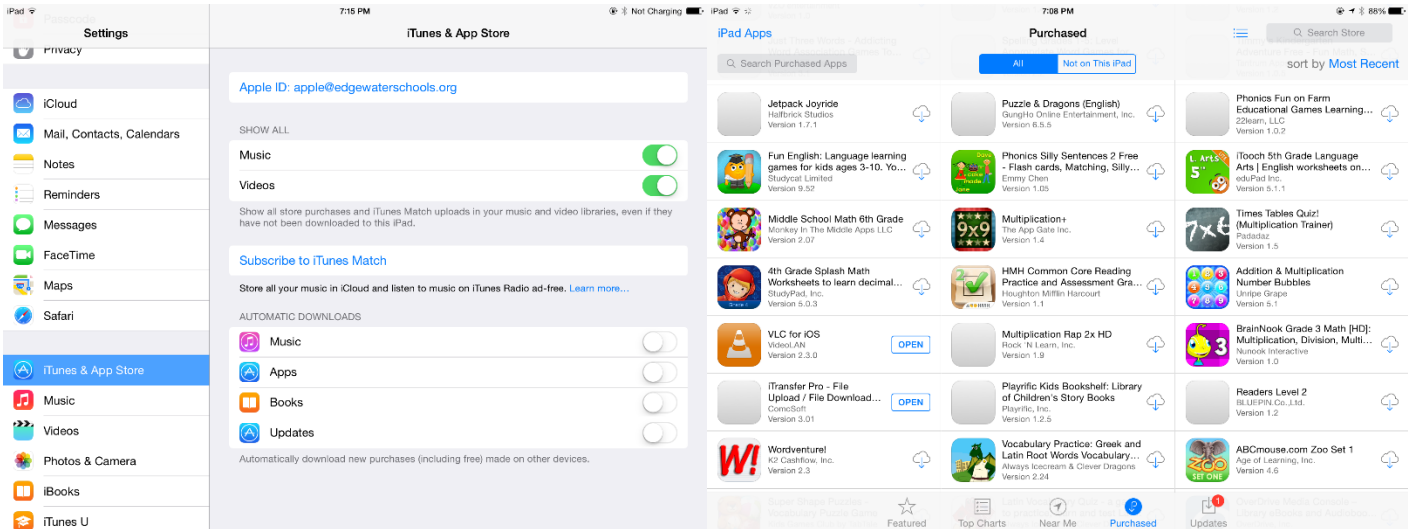 iPad
7:15 PM
Not Charging
Settings
iTunes & App Store
Passcode
Privacy
iCloud
Mail, Contacts, Calendars
Notes
Reminders
Messages
FaceTime
Maps
Safari
iTunes & App Store
Music
Videos
Photos & Camera
iBooks
iTunes U
Apple ID: apple@edgewaterschools.org
SHOW ALL
Music
Videos
Show all store purchases and iTunes Match uploads in your music and video libraries, even if they
have not been downloaded to this iPad.
Subscribe to iTunes Match
Store all your music in iCloud and listen to music on iTunes Radio ad-free. Learn more...
AUTOMATIC DOWNLOADS
Music
Apps
Books
Updates
Automatically download new purchases (including free) made on other devices.
iPad
7:08 PM
88%
iPad Apps
Purchased
Search Store
Search Purchased Apps
All
Not on This iPad
sort by Most Recent
Jetpack Joyride
Halfbrick Studios
Version 1.7.1
Puzzle & Dragons (English)
GungHo Online Entertainment, Inc.
Version 6.5.5
Phonics Fun on Farm
Educational Games Learning...
22learn, LLC
Version 1.0.2
Fun English: Language learning
games for kids ages 3-10. Yo...
Studycat Limited
Version 9.52
Dava
Jane
Phonics Silly Sentences 2 Free
- Flash cards, Matching, Silly...
Emmy Chen
Version 1.05
L. Arts
5th
iTooch 5th Grade Language
Arts | English worksheets on...
eduPad Inc.
Version 5.1.1
Middle School Math 6th Grade
Monkey In The Middle Apps LLC
Version 2.07
9x9
Multiplication+
The App Gate Inc.
Version 1.4
7x6
Times Tables Quiz!
(Multiplication Trainer)
Padadaz
Version 1.5
4th Grade Splash Math
Worksheets to learn decimal...
StudyPad, Inc.
Version 5.0.3
2
HMH Common Core Reading
Practice and Assessment Gra...
Houghton Mifflin Harcourt
Version 1.1
Addition & Multiplication
Number Bubbles
Unripe Grape
Version 5.1
VLC for iOS
VideoLAN
Version 2.3.0
OPEN
Multiplication Rap 2x HD
Rock 'N Learn, Inc.
Version 1.9
3
BrainNook Grade 3 Math [HD]:
Multiplication, Division, Multi...
Nunook Interactive
Version 1.0
iTransfer Pro - File
Upload / File Download...
ComcSoft
Version 3.01
OPEN
Playrific Kids Bookshelf: Library
of Children's Story Books
Playrific, Inc.
Version 1.2.5
Readers Level 2
BLUEPIN.Co.,Ltd.
Version 1.2
W!
Wordventure!
K2 Cashflow, Inc.
Version 2.3
Vocabulary Practice: Greek and
Latin Root Words Vocabulary...
Always Icecream & Clever Dragons
Version 2.24
ZOO
SET ONE
ABCmouse.com Zoo Set 1
Age of Learning, Inc.
Version 4.6
Featured
Top Charts
Near Me
Purchased
1
Updates